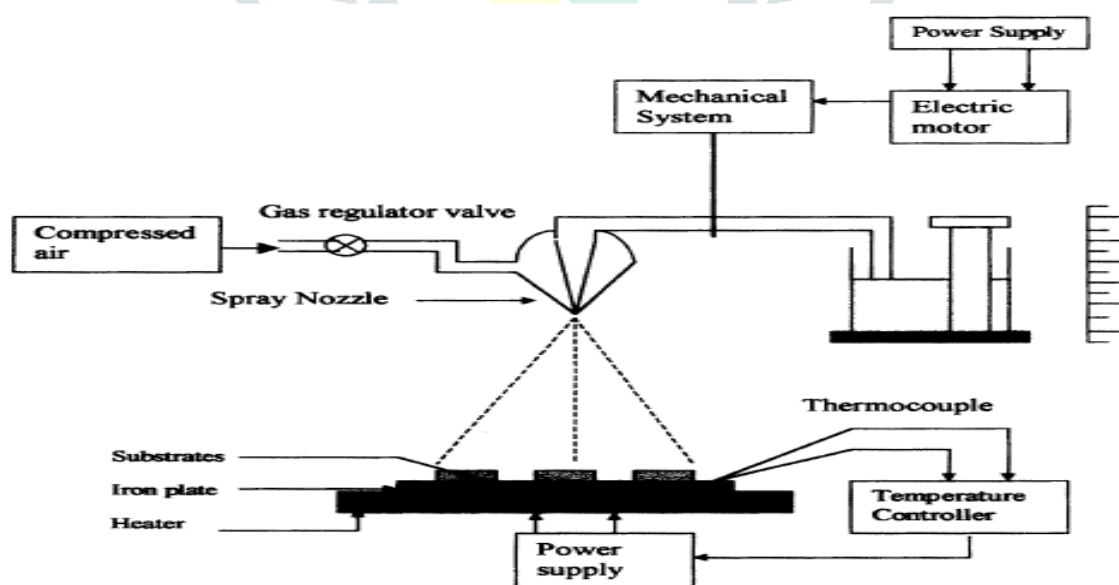 Power Supply
Mechanical
System
Electric
motor
Gas regulator valve
Compressed
air
Spray Nozzle
Thermocouple
Substrates
Iron plate
Heater
Temperature
Controller
Power
supply